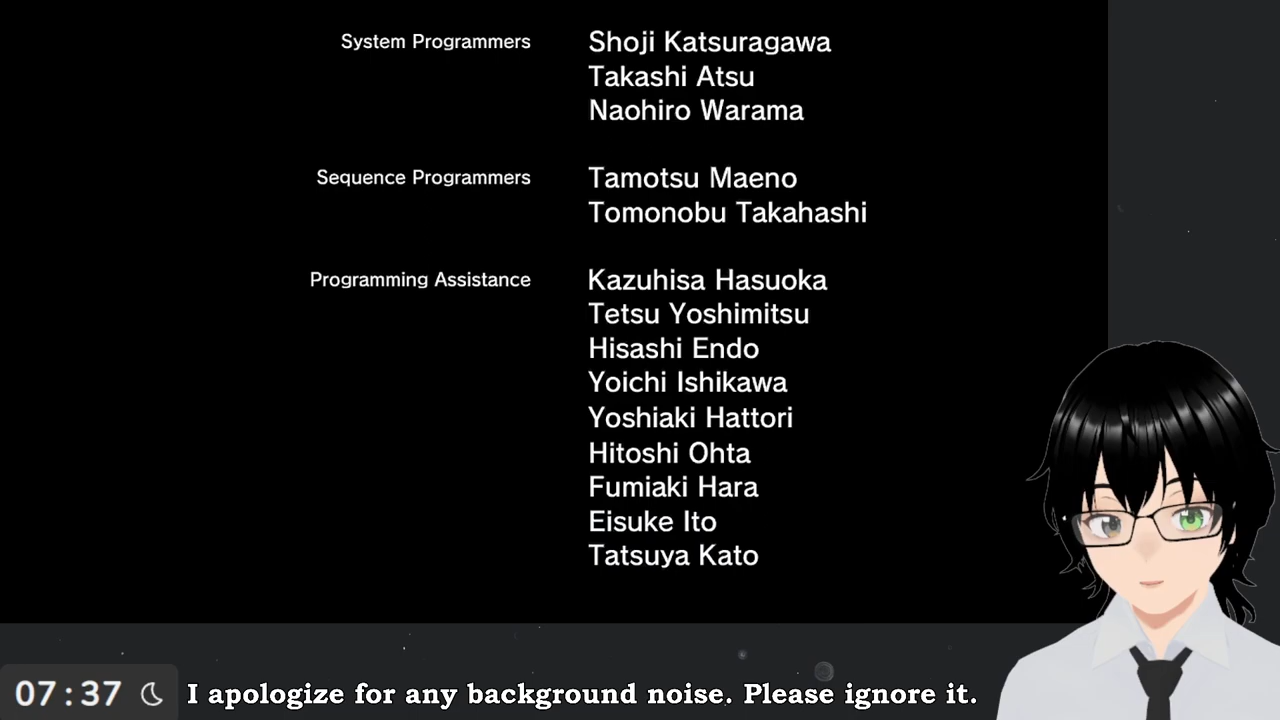 System Programmers Shoji Katsuragawa
Takashi Atsu
Naohiro Warama
Sequence Programmers Tamotsu Maeno
Tomonobu Takahashi
Programming Assistance Kazuhisa Hasuoka
Tetsu Yoshimitsu
Hisashi Endo
Yoichi Ishikawa
Yoshiaki Hattori
Hitoshi Ohta
Fumiaki Hara
Eisuke Ito
Tatsuya Kato
07:37 I apologize for any background noise. Please ignore it.